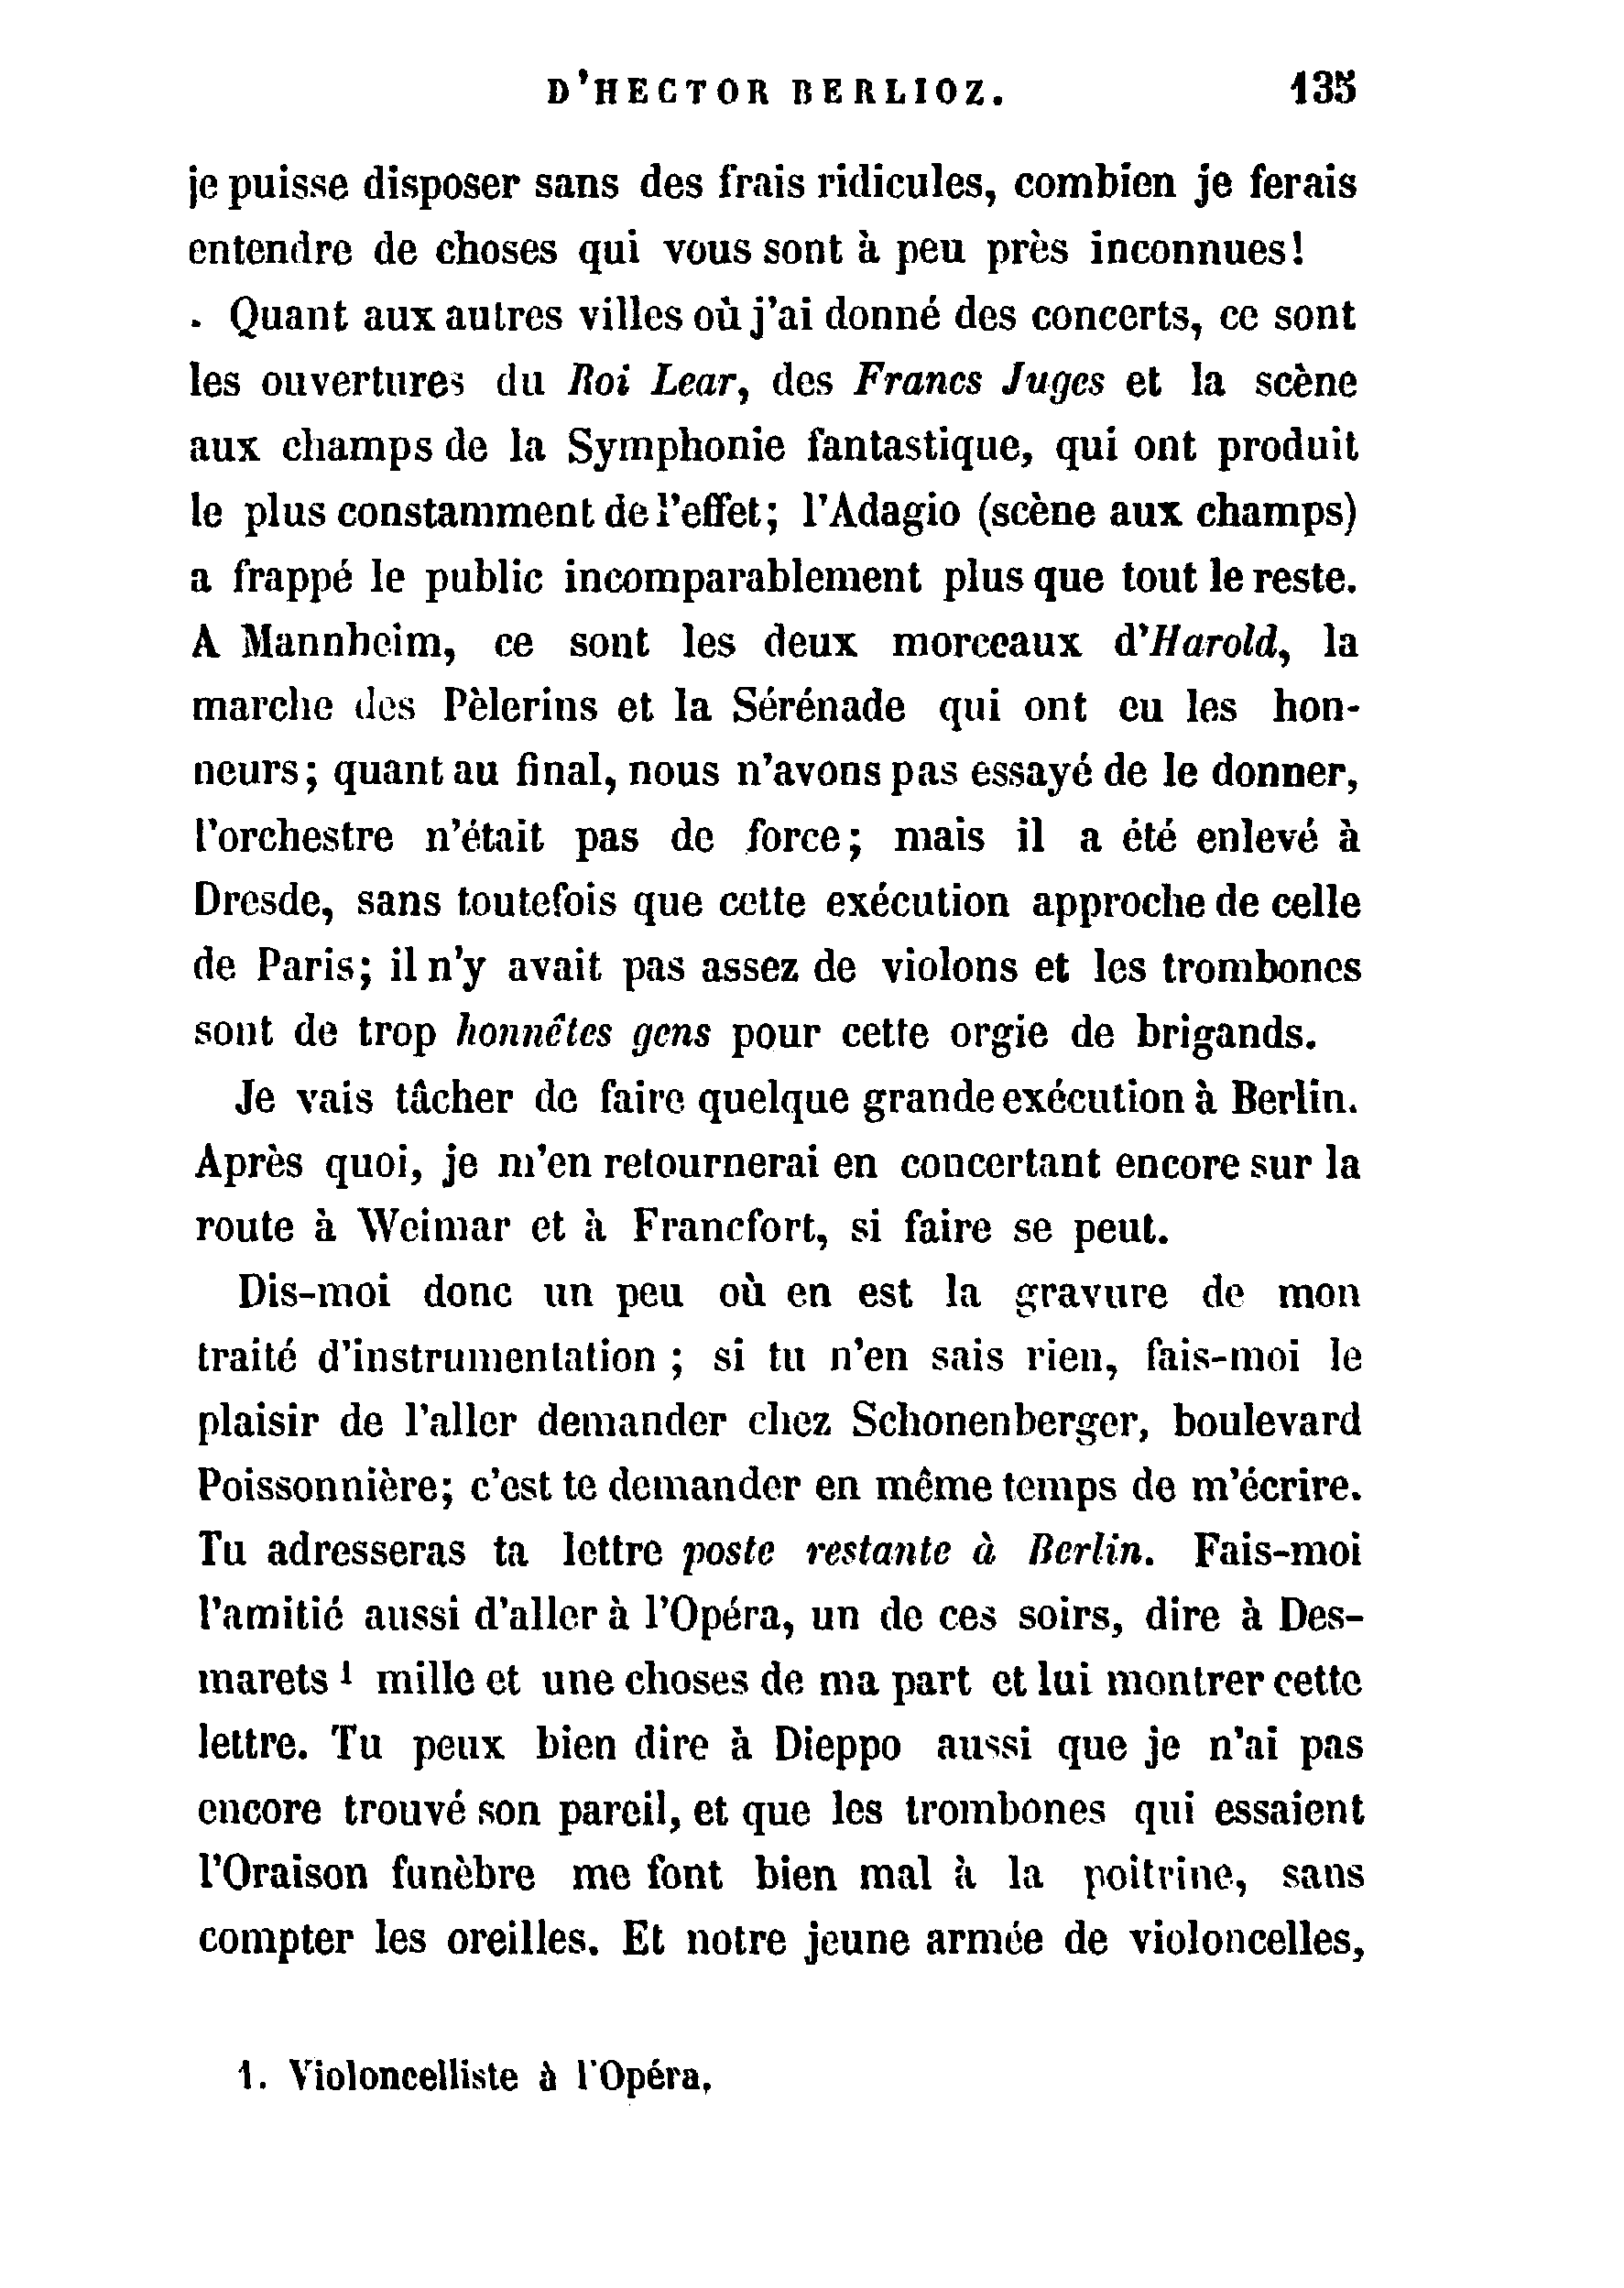 D'HECTOR BERLIOZ. 135
je puisse disposer sans des frais ridicules, combien je ferais
entendre de choses qui vous sont à peu près inconnues!
. Quant aux autres villes où j'ai donné des concerts, ce sont
les ouvertures du Roi Lear, des Francs Juges et la scène
aux champs de la Symphonie fantastique, qui ont produit
le plus constamment de l'effet; l'Adagio (scène aux champs)
a frappé le public incomparablement plus que tout le reste.
A Mannheim, ce sont les deux morceaux d'Harold, la
marche des Pèlerins et la Sérénade qui ont eu les hon-
neurs; quant au final, nous n'avons pas essayé de le donner,
l'orchestre n'était pas de force; mais il a été enlevé à
Dresde, sans toutefois que cette exécution approche de celle
de Paris; il n'y avait pas assez de violons et les trombones
sont de trop honnêtes gens pour cette orgie de brigands.
Je vais tâcher de faire quelque grande exécution à Berlin.
Après quoi, je m'en retournerai en concertant encore sur la
route à Weimar et à Francfort, si faire se peut.
Dis-moi donc un peu où en est la gravure de mon
traité d'instrumentation ; si tu n'en sais rien, fais-moi le
plaisir de l'aller demander chez Schonenberger, boulevard
Poissonnière; c'est te demander en même temps de m'écrire.
Tu adresseras ta lettre poste restante à Berlin. Fais-moi
l'amitié aussi d'aller à l'Opéra, un de ces soirs, dire à Des-
marets 1 mille et une choses de ma part et lui montrer cette
lettre. Tu peux bien dire à Dieppo aussi que je n'ai pas
encore trouvé son pareil, et que les trombones qui essaient
l'Oraison funèbre me font bien mal à la poitrine, sans
compter les oreilles. Et notre jeune armée de violoncelles,
1. Violoncelliste à l'Opéra.